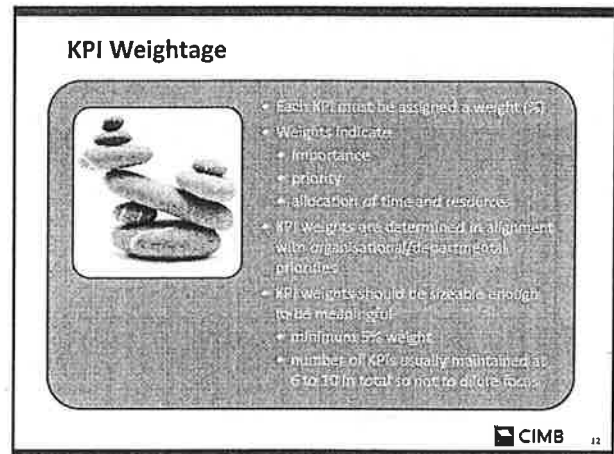 KPI Weightage
• Each KPI must be assigned a weight (%)
• Weights indicate
• importance
• priority
• allocation of time and resources
• KPI weights are determined in alignment
with organisational/departmental
priorities
• KPI weights should be sizeable enough
to be meaningful
• minimum 5% weight
• number of KPIs usually maintained at
6 to 10 in total so not to dilute focus
CIMB
12